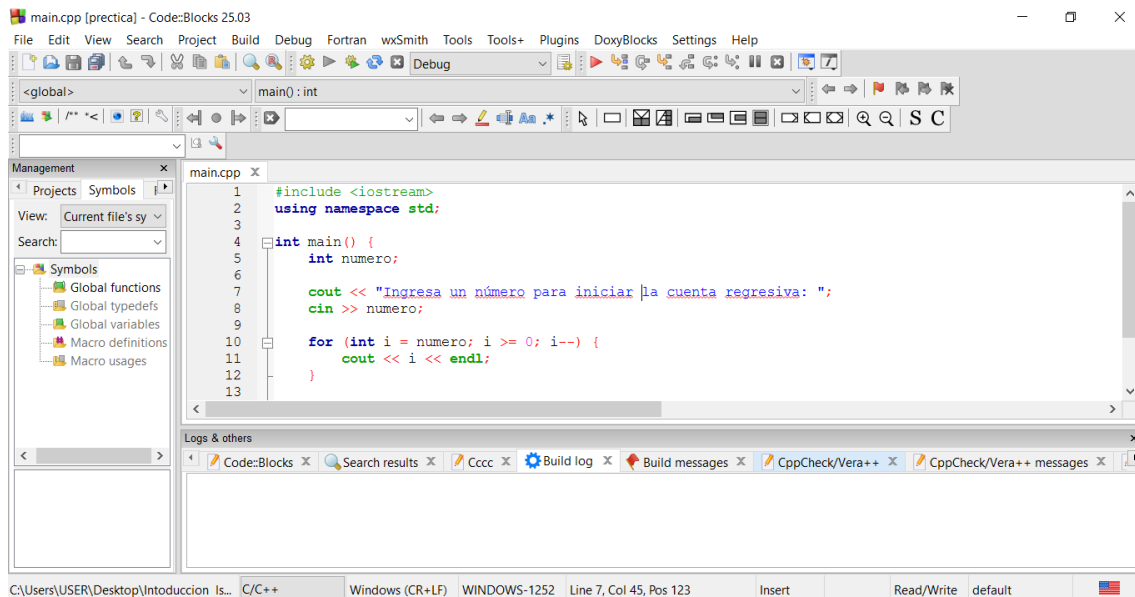 main.cpp [prectica] - Code::Blocks 25.03
File Edit View Search Project Build Debug Fortran wxSmith Tools Tools+ Plugins DoxyBlocks Settings Help
Debug
<global> main() : int
/** *<
Aa .* S C
Management
main.cpp
Projects Symbols
View: Current file's sy
Search:
Symbols
Global functions
Global typedefs
Global variables
Macro definitions
Macro usages
1 #include <iostream>
2 using namespace std;
3
4 int main() {
5 int numero;
6
7 cout << "Ingresa un número para iniciar la cuenta regresiva: ";
8 cin >> numero;
9
10 for (int i = numero; i >= 0; i--) {
11 cout << i << endl;
12 }
13
Logs & others
Code::Blocks Search results Cccc Build log Build messages CppCheck/Vera++ CppCheck/Vera++ messages
C:\Users\USER\Desktop\Intoduccion Is... C/C++ Windows (CR+LF) WINDOWS-1252 Line 7, Col 45, Pos 123 Insert Read/Write default